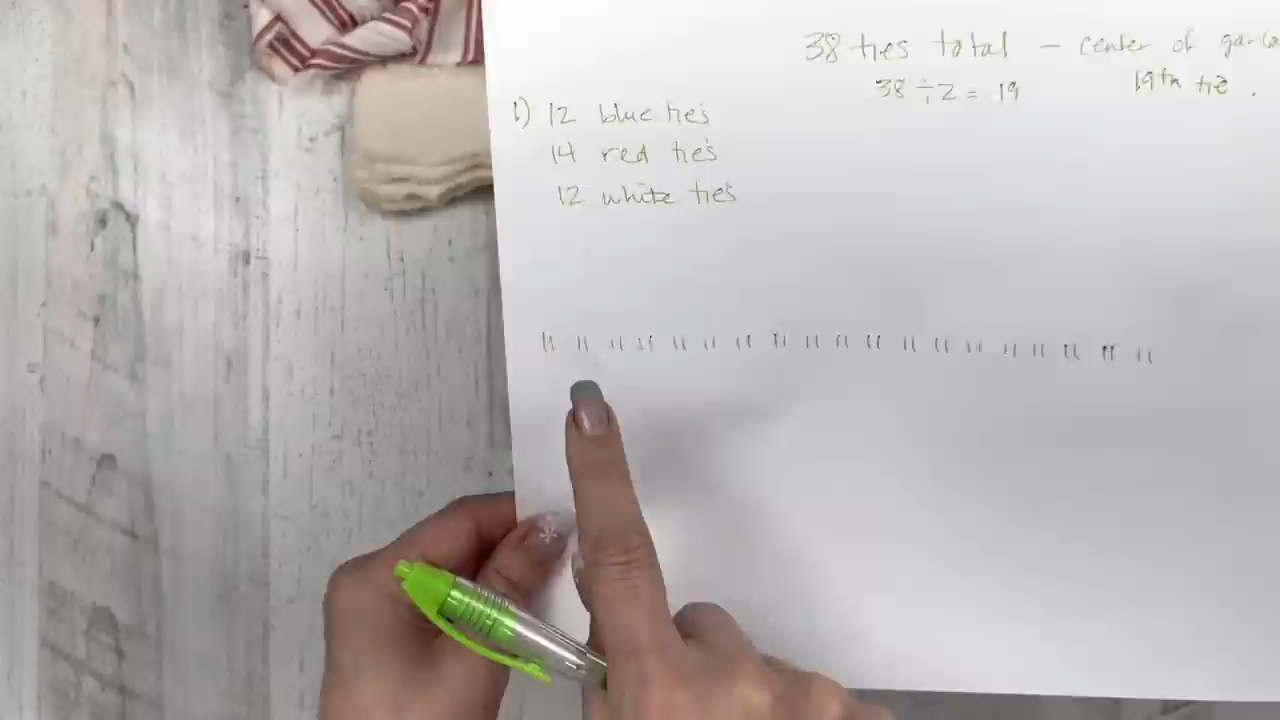 38 ties total - center of
38 ÷ 2 = 19 19th tie.
1) 12 blue ties
14 red ties
12 white ties